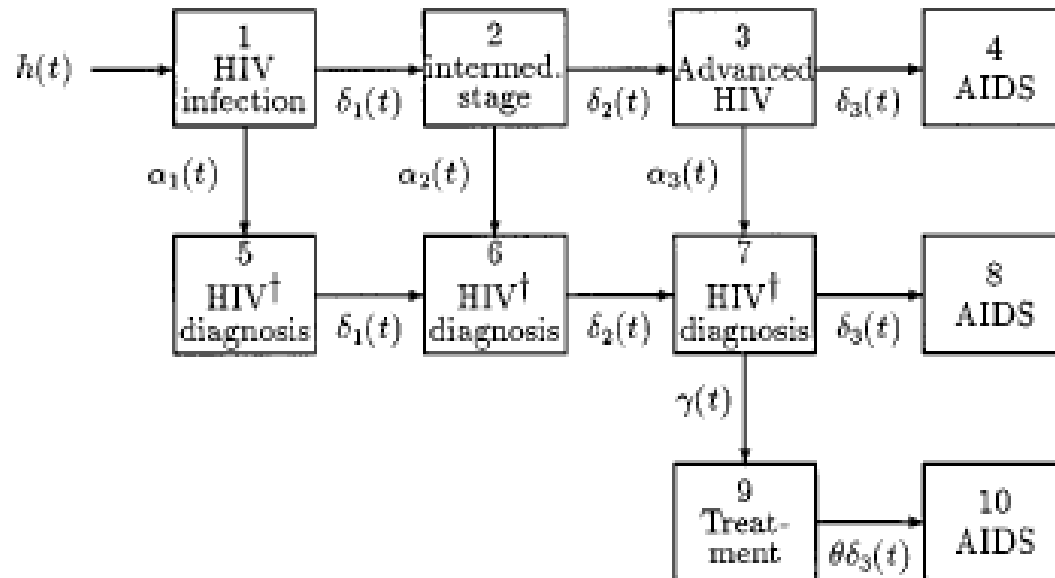 h(t)
1
HIV
infection
δ₁(t)
2
intermed.
stage
δ₂(t)
3
Advanced
HIV
δ₃(t)
4
AIDS
α₁(t)
α₂(t)
α₃(t)
5
HIV†
diagnosis
δ₁(t)
6
HIV†
diagnosis
δ₂(t)
7
HIV†
diagnosis
δ₃(t)
8
AIDS
γ(t)
9
Treat-
ment
θδ₃(t)
10
AIDS